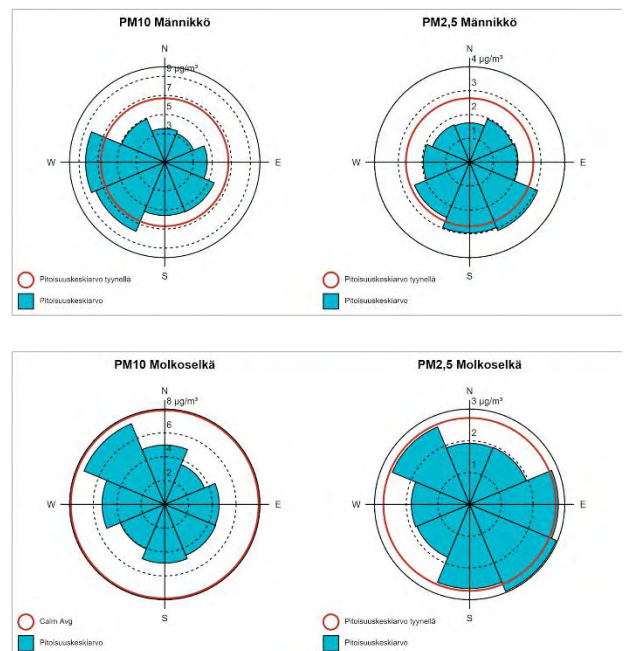 PM10 Männikkö
N
9 µg/m³
7
5
3
W
E
S
Pitoisuuskeskiarvo tyynellä
Pitoisuuskeskiarvo
PM2,5 Männikkö
N
4 µg/m³
3
2
1
W
E
S
Pitoisuuskeskiarvo tyynellä
Pitoisuuskeskiarvo
PM10 Molkoselkä
N
8 µg/m³
6
4
2
W
E
S
Calm Avg
Pitoisuuskeskiarvo
PM2,5 Molkoselkä
N
3 µg/m³
2
1
W
E
S
Pitoisuuskeskiarvo tyynellä
Pitoisuuskeskiarvo